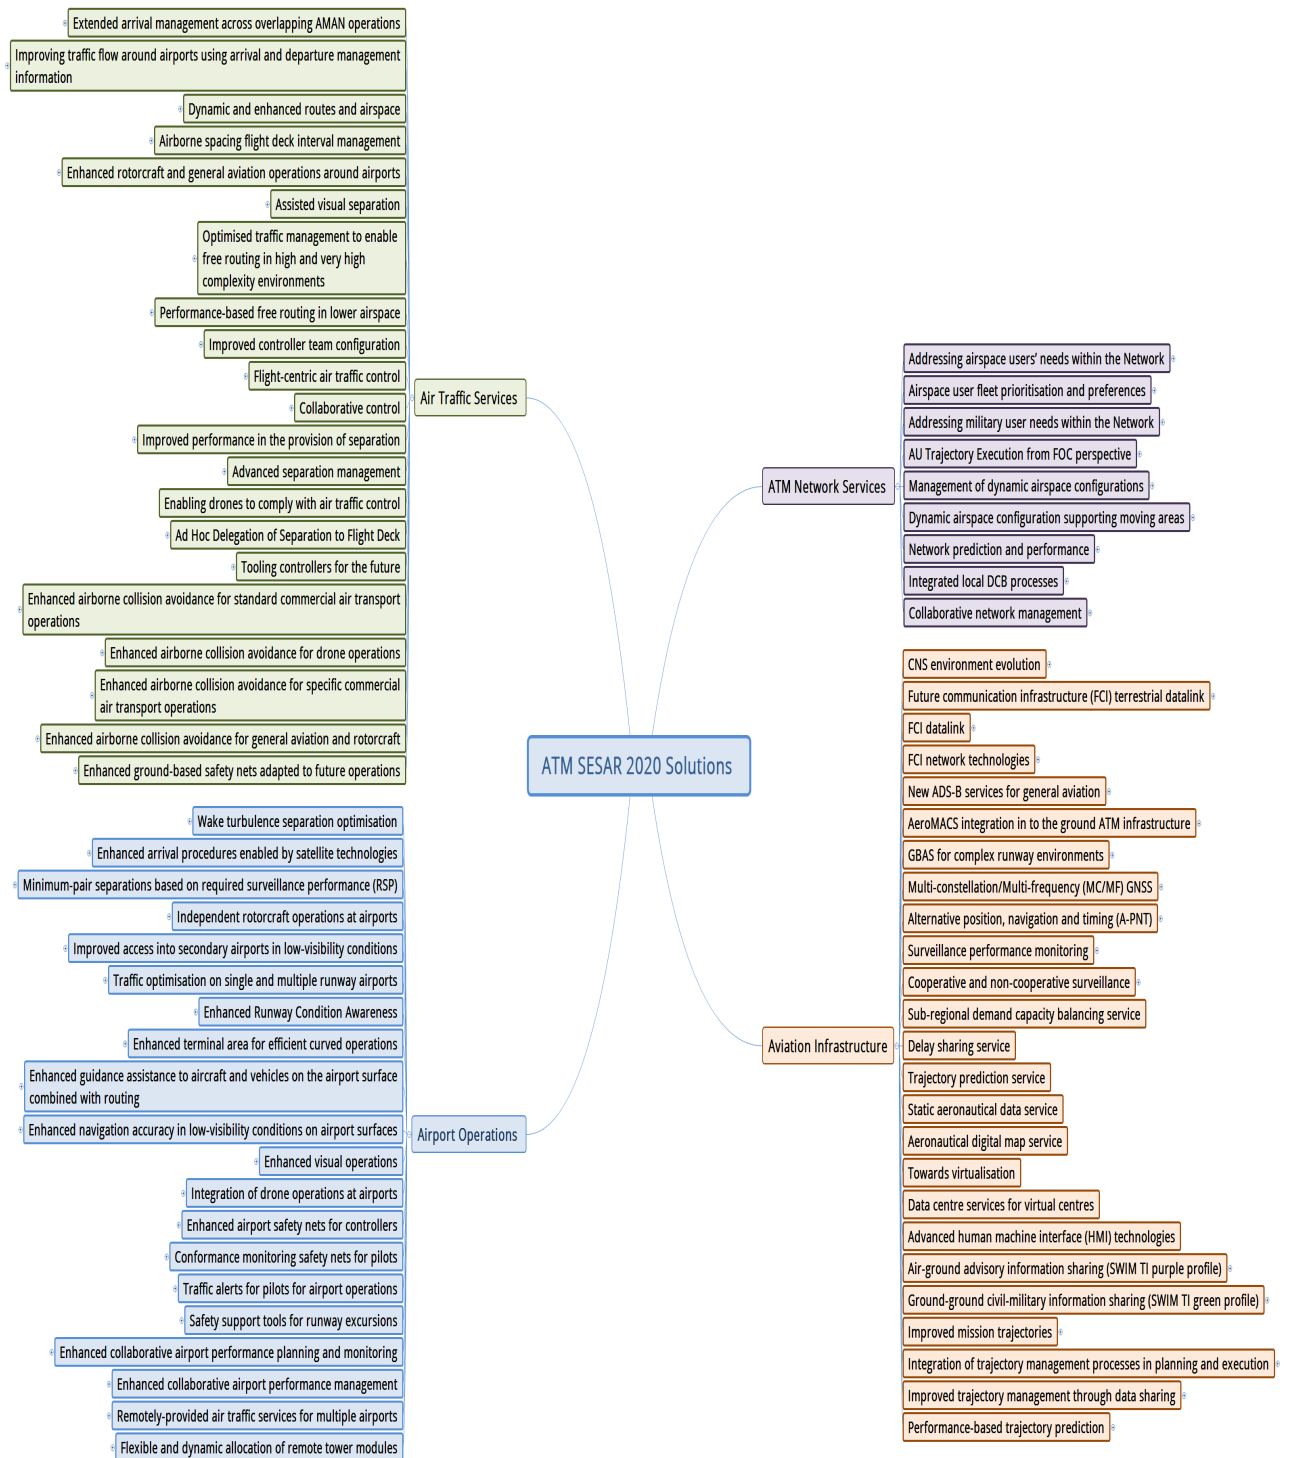 Extended arrival management across overlapping AMAN operations
Improving traffic flow around airports using arrival and departure management
information
Dynamic and enhanced routes and airspace
Airborne spacing flight deck interval management
Enhanced rotorcraft and general aviation operations around airports
Assisted visual separation
Optimised traffic management to enable
free routing in high and very high
complexity environments
Performance-based free routing in lower airspace
Improved controller team configuration
Flight-centric air traffic control
Collaborative control
Improved performance in the provision of separation
Advanced separation management
Enabling drones to comply with air traffic control
Ad Hoc Delegation of Separation to Flight Deck
Tooling controllers for the future
Enhanced airborne collision avoidance for standard commercial air transport
operations
Enhanced airborne collision avoidance for drone operations
Enhanced airborne collision avoidance for specific commercial
air transport operations
Enhanced airborne collision avoidance for general aviation and rotorcraft
Enhanced ground-based safety nets adapted to future operations
Air Traffic Services
Wake turbulence separation optimisation
Enhanced arrival procedures enabled by satellite technologies
Minimum-pair separations based on required surveillance performance (RSP)
Independent rotorcraft operations at airports
Improved access into secondary airports in low-visibility conditions
Traffic optimisation on single and multiple runway airports
Enhanced Runway Condition Awareness
Enhanced terminal area for efficient curved operations
Enhanced guidance assistance to aircraft and vehicles on the airport surface
combined with routing
Enhanced navigation accuracy in low-visibility conditions on airport surfaces
Enhanced visual operations
Integration of drone operations at airports
Enhanced airport safety nets for controllers
Conformance monitoring safety nets for pilots
Traffic alerts for pilots for airport operations
Safety support tools for runway excursions
Enhanced collaborative airport performance planning and monitoring
Enhanced collaborative airport performance management
Remotely-provided air traffic services for multiple airports
Flexible and dynamic allocation of remote tower modules
Airport Operations
ATM SESAR 2020 Solutions
ATM Network Services
Addressing airspace users’ needs within the Network
Airspace user fleet prioritisation and preferences
Addressing military user needs within the Network
AU Trajectory Execution from FOC perspective
Management of dynamic airspace configurations
Dynamic airspace configuration supporting moving areas
Network prediction and performance
Integrated local DCB processes
Collaborative network management
Aviation Infrastructure
CNS environment evolution
Future communication infrastructure (FCI) terrestrial datalink
FCI datalink
FCI network technologies
New ADS-B services for general aviation
AeroMACS integration in to the ground ATM infrastructure
GBAS for complex runway environments
Multi-constellation/Multi-frequency (MC/MF) GNSS
Alternative position, navigation and timing (A-PNT)
Surveillance performance monitoring
Cooperative and non-cooperative surveillance
Sub-regional demand capacity balancing service
Delay sharing service
Trajectory prediction service
Static aeronautical data service
Aeronautical digital map service
Towards virtualisation
Data centre services for virtual centres
Advanced human machine interface (HMI) technologies
Air-ground advisory information sharing (SWIM TI purple profile)
Ground-ground civil-military information sharing (SWIM TI green profile)
Improved mission trajectories
Integration of trajectory management processes in planning and execution
Improved trajectory management through data sharing
Performance-based trajectory prediction